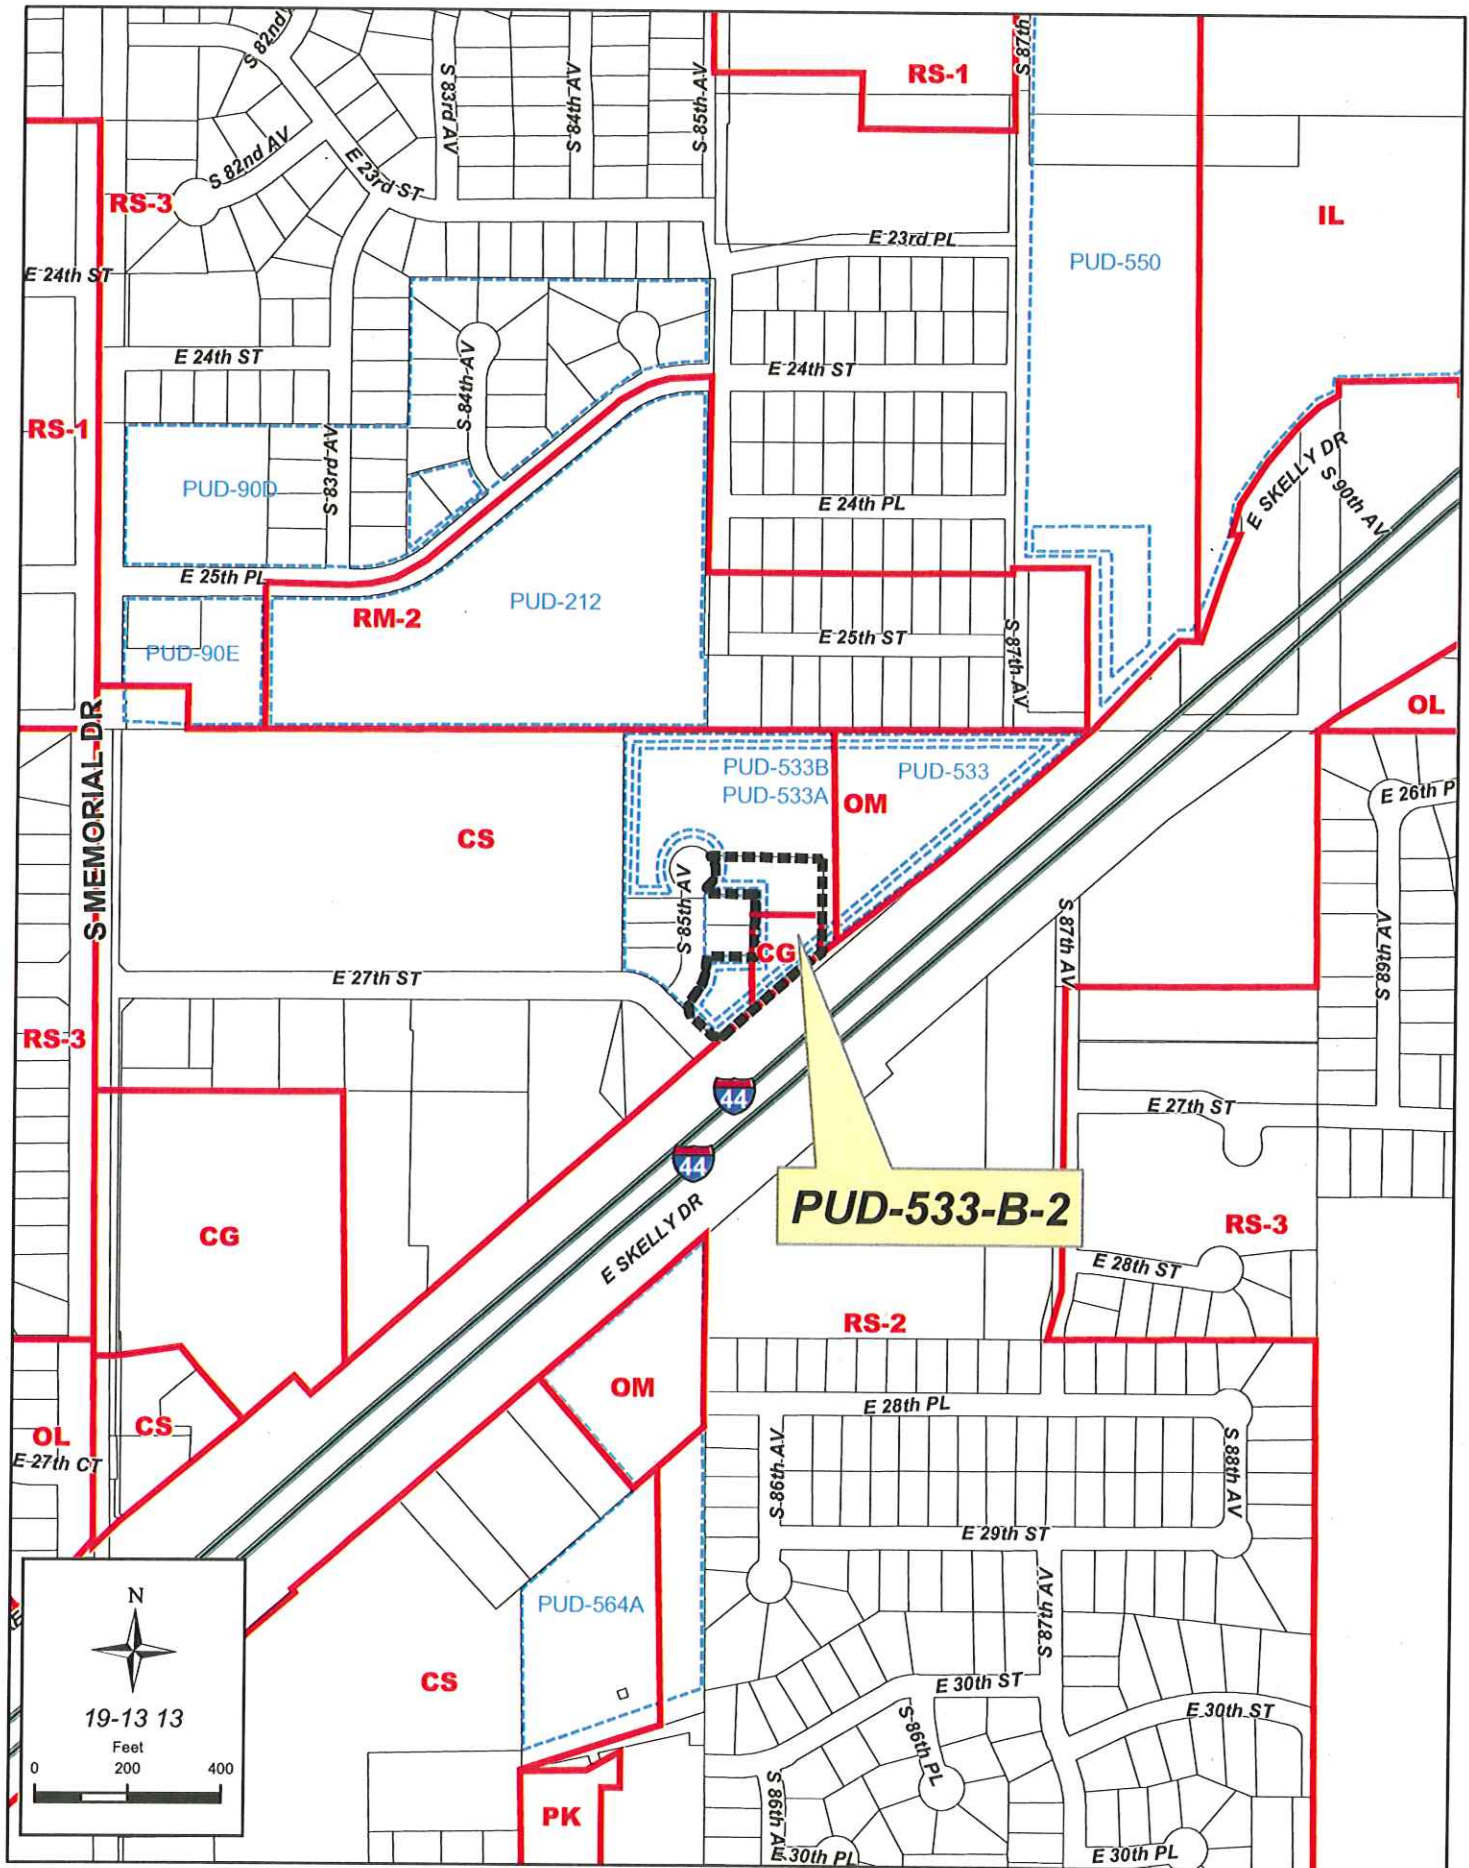 S 82nd
S 83rd AV
S 84th AV
S 85th AV
RS-1
S 87th
S 82nd AV
E 23rd ST
RS-3
IL
E 23rd PL
PUD-550
E 24th ST
E 24th ST
E 24th ST
S 84th AV
RS-1
E SKELLY DR
S 90th AV
S 83rd AV
PUD-90D
E 24th PL
E 25th PL
PUD-212
RM-2
E 25th ST
S 87th AV
PUD-90E
OL
S MEMORIAL DR
PUD-533B
PUD-533
PUD-533A
OM
E 26th P
CS
S 85th AV
S 87th AV
S 89th AV
CG
E 27th ST
RS-3
44
E 27th ST
44
PUD-533-B-2
RS-3
CG
E SKELLY DR
E 28th ST
RS-2
OM
E 28th PL
CS
OL
E 27th CT
S 86th AV
S 88th AV
E 29th ST
N
PUD-564A
S 87th AV
CS
E 30th ST
E 30th ST
19-13 13
S 86th PL
Feet
0 200 400
PK
S 86th A
E 30th PL
E 30th PL